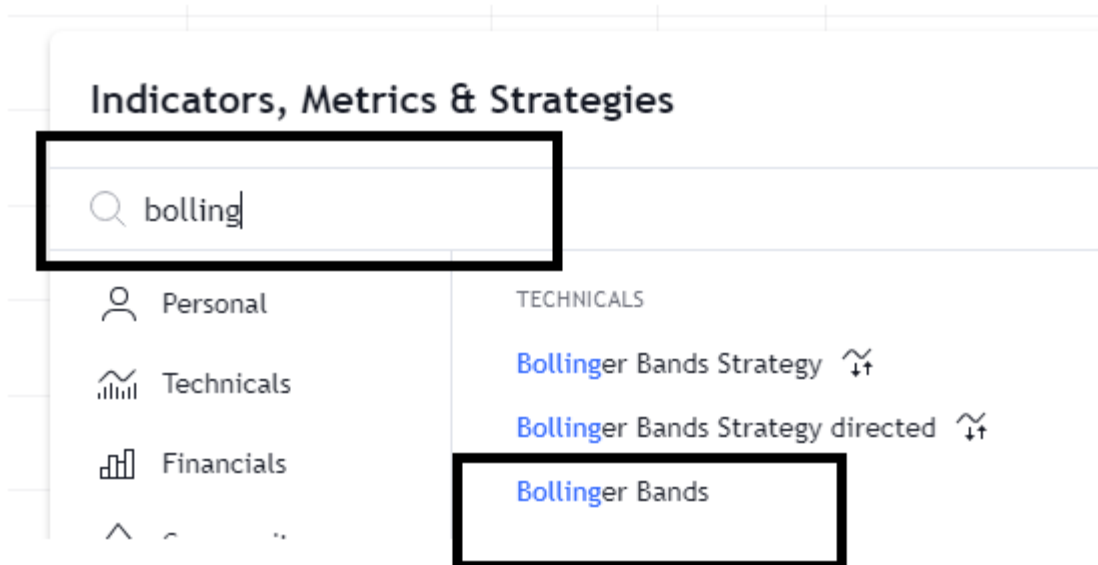 Indicators, Metrics & Strategies
bolling
Personal
Technicals
Financials
TECHNICALS
Bollinger Bands Strategy
Bollinger Bands Strategy directed
Bollinger Bands